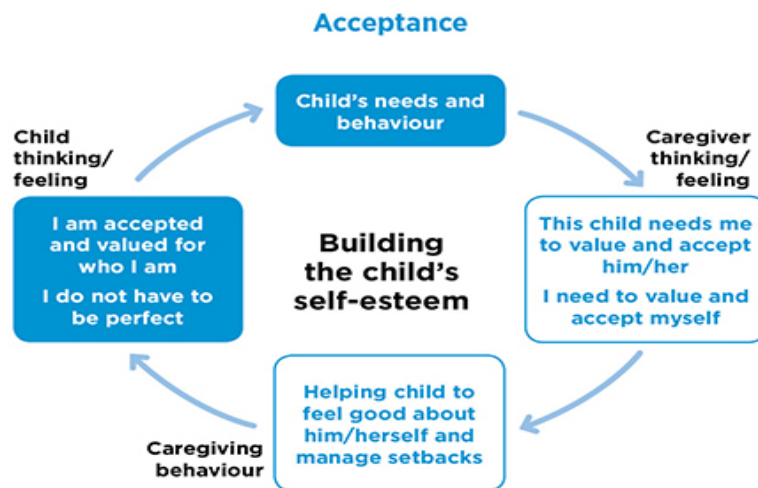 Acceptance
Child's needs and
behaviour
Child
thinking/
feeling
Caregiver
thinking/
feeling
I am accepted
and valued for
who I am
I do not have to
be perfect
Building
the child's
self-esteem
This child needs me
to value and accept
him/her
I need to value and
accept myself
Helping child to
feel good about
him/herself and
manage setbacks
Caregiving
behaviour